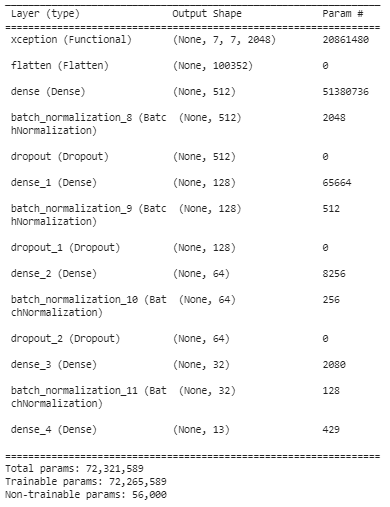 Layer (type) Output Shape Param #
xception (Functional) (None, 7, 7, 2048) 20861480
flatten (Flatten) (None, 100352) 0
dense (Dense) (None, 512) 51380736
batch_normalization_8 (Batc (None, 512) 2048
hNormalization)
dropout (Dropout) (None, 512) 0
dense_1 (Dense) (None, 128) 65664
batch_normalization_9 (Batc (None, 128) 512
hNormalization)
dropout_1 (Dropout) (None, 128) 0
dense_2 (Dense) (None, 64) 8256
batch_normalization_10 (Bat (None, 64) 256
chNormalization)
dropout_2 (Dropout) (None, 64) 0
dense_3 (Dense) (None, 32) 2080
batch_normalization_11 (Bat (None, 32) 128
chNormalization)
dense_4 (Dense) (None, 13) 429
Total params: 72,321,589
Trainable params: 72,265,589
Non-trainable params: 56,000